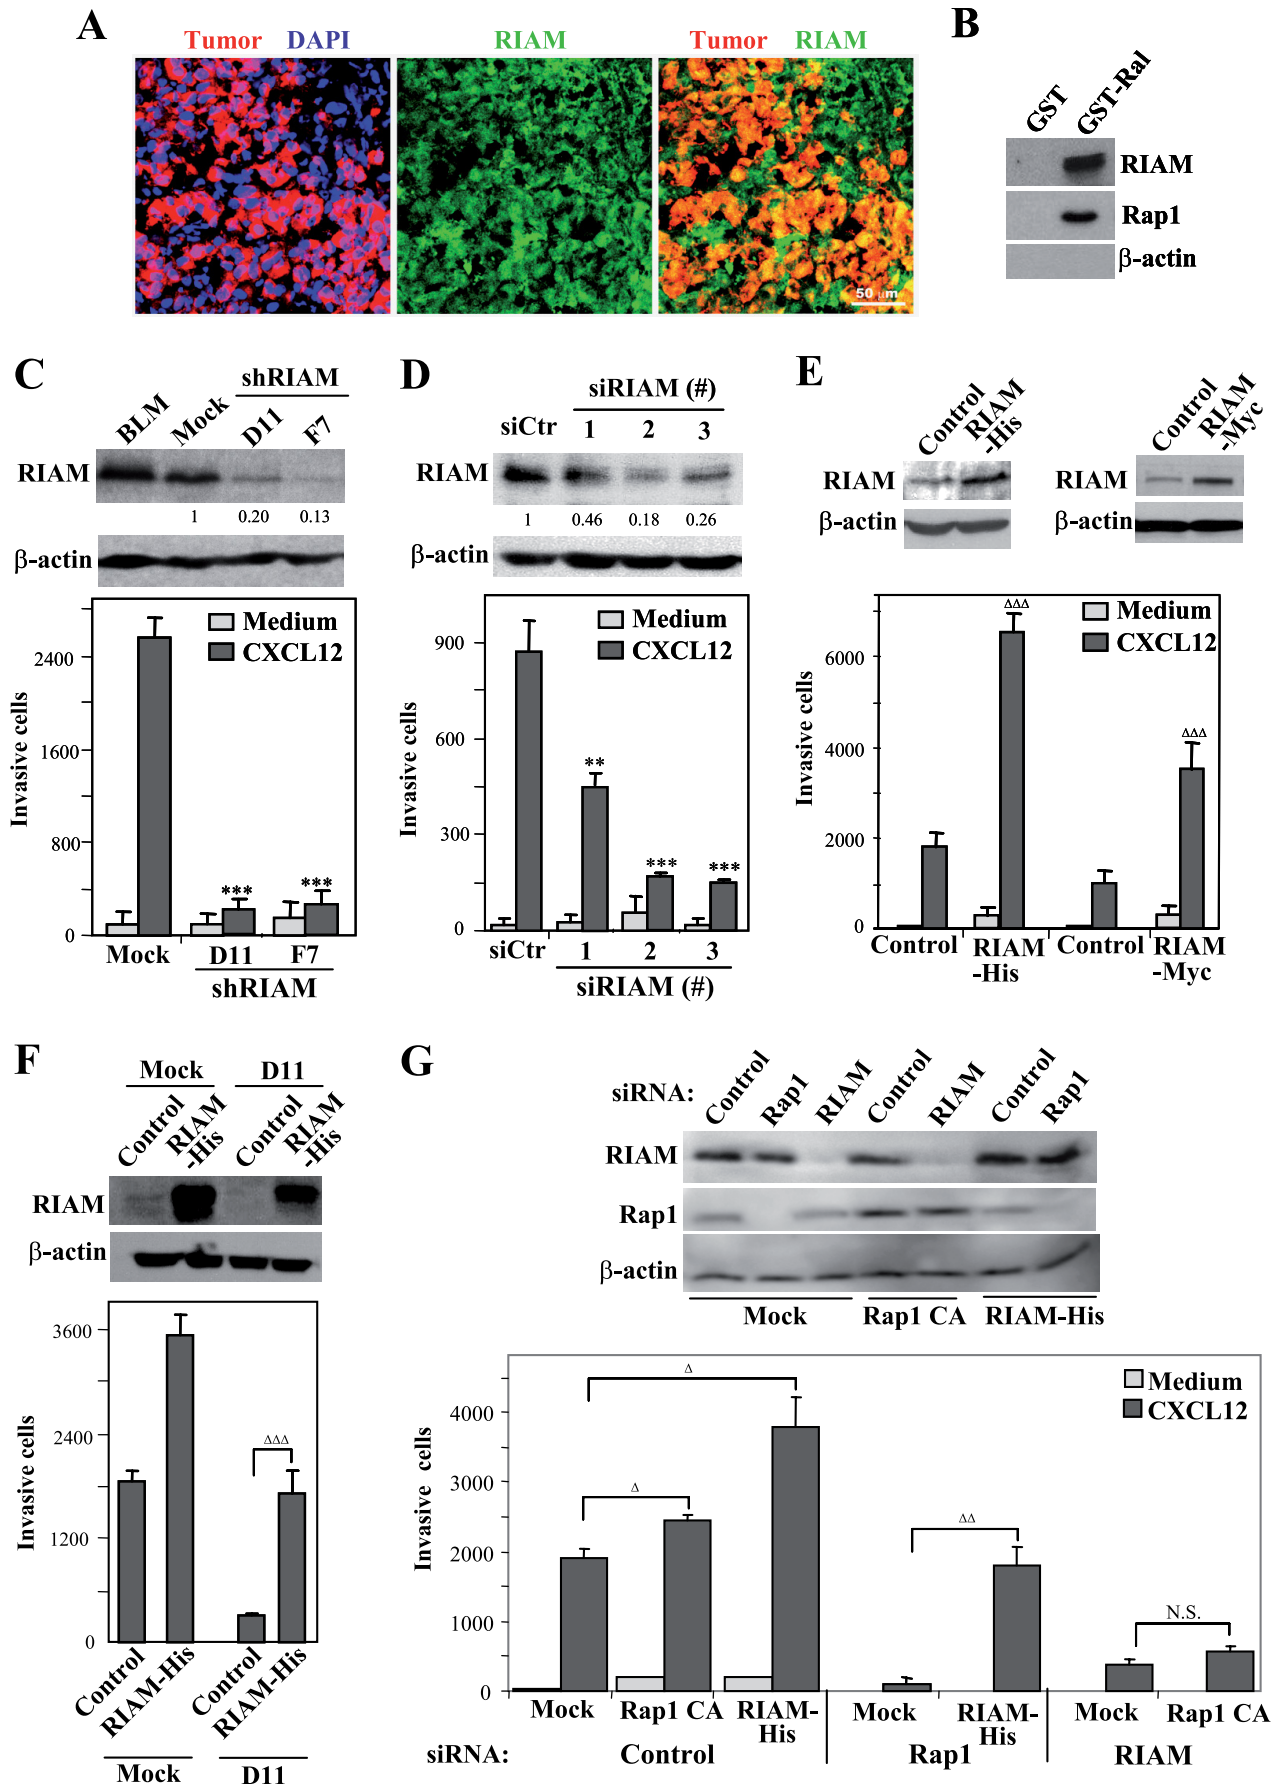 A
Tumor DAPI
RIAM
Tumor RIAM
50 µm
B
GST
GST-Ral
RIAM
Rap1
β-actin
C
shRIAM
BLM Mock D11 F7
RIAM
1 0.20 0.13
β-actin
Medium
CXCL12
Invasive cells
2400
1600
800
0
*** ***
Mock D11 F7
shRIAM
D
siRIAM (#)
siCtr 1 2 3
RIAM
1 0.46 0.18 0.26
β-actin
Medium
CXCL12
Invasive cells
900
600
300
0
** *** ***
siCtr 1 2 3
siRIAM (#)
E
Control RIAM
-His
RIAM
β-actin
Control RIAM
-Myc
RIAM
β-actin
Medium
CXCL12
Invasive cells
6000
4000
2000
0
ΔΔΔ
ΔΔΔ
Control RIAM
-His
Control RIAM
-Myc
F
Mock D11
Control RIAM
-His
Control RIAM
-His
RIAM
β-actin
Invasive cells
3600
2400
1200
0
ΔΔΔ
Control RIAM-His Control RIAM-His
Mock D11
G
siRNA: Control Rap1 RIAM Control RIAM Control Rap1
RIAM
Rap1
β-actin
Mock Rap1 CA RIAM-His
Medium
CXCL12
Invasive cells
4000
3000
2000
1000
0
Δ
Δ
ΔΔ
N.S.
Mock Rap1 CA RIAM-
His
Mock RIAM-
His
Mock Rap1 CA
siRNA: Control Rap1 RIAM